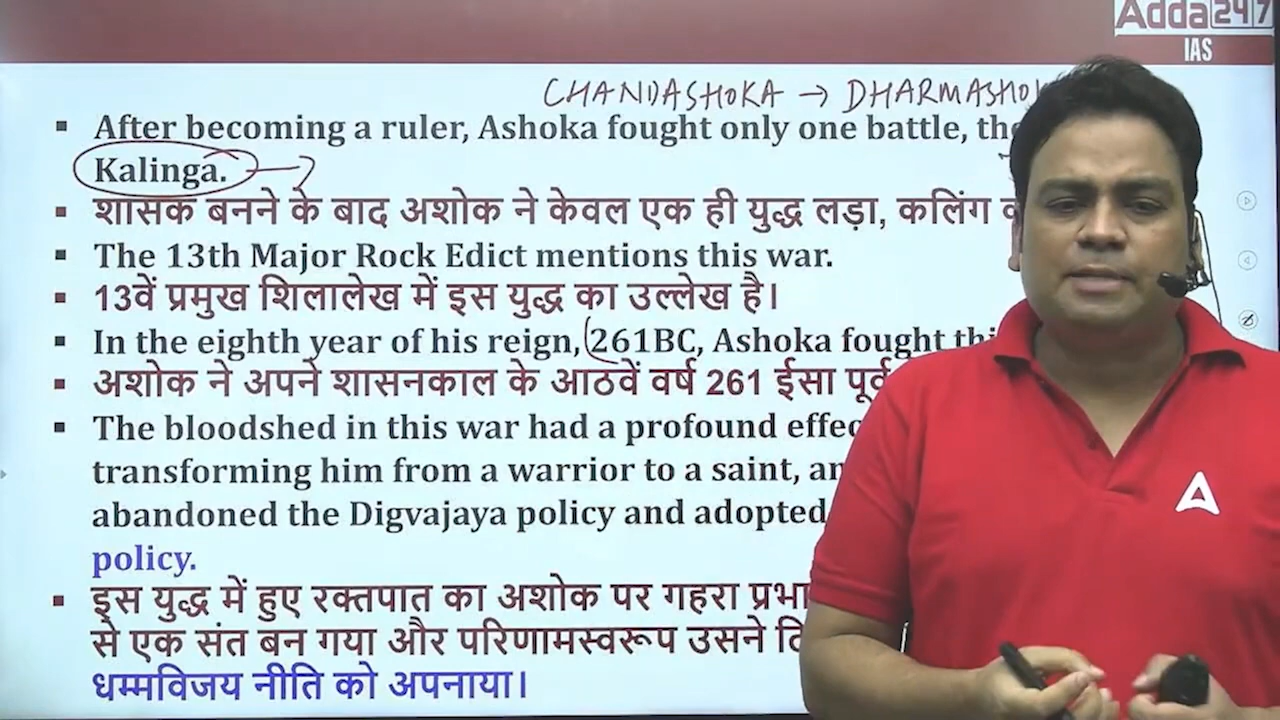 Adda247
IAS
CHANDASHOKA → DHARMASHOK
After becoming a ruler, Ashoka fought only one battle, the
Kalinga.
शासक बनने के बाद अशोक ने केवल एक ही युद्ध लड़ा, कलिंग
The 13th Major Rock Edict mentions this war.
13वें प्रमुख शिलालेख में इस युद्ध का उल्लेख है।
In the eighth year of his reign, 261BC, Ashoka fought thi
अशोक ने अपने शासनकाल के आठवें वर्ष 261 ईसा पूर्व
The bloodshed in this war had a profound effec
transforming him from a warrior to a saint, an
abandoned the Digvajaya policy and adopted
policy.
इस युद्ध में हुए रक्तपात का अशोक पर गहरा प्रभा
से एक संत बन गया और परिणामस्वरूप उसने
धम्मविजय नीति को अपनाया।